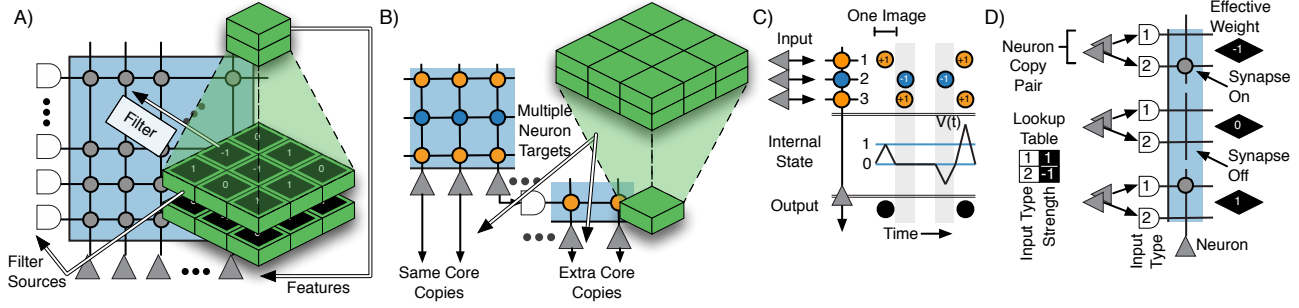 A)
0
-1
1
1
-1
1
0
1
0
Filter
Filter
Sources
Features
B)
Multiple
Neuron
Targets
Same Core
Copies
Extra Core
Copies
C)
One Image
Input
1
2
3
+1
+1
-1
-1
+1
+1
V(t)
Internal
State
1
0
Output
Time
D)
Effective
Weight
Neuron
Copy
Pair
1
2
-1
Synapse
On
Lookup
Table
1 1
2 -1
Input Type
Strength
1
2
0
Synapse
Off
1
2
1
Input
Type
Neuron